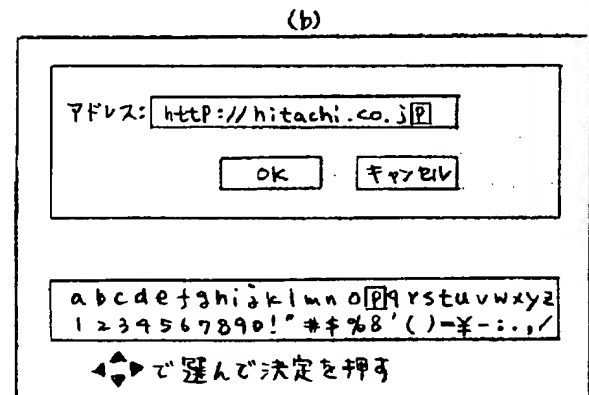 (b)
アドレス: http://hitachi.co.jp
OK キャンセル
abcdefghijklmnopqrstuvwxyz
1234567890!"#$%8'()=¥-:.,/
で選んで決定を押す